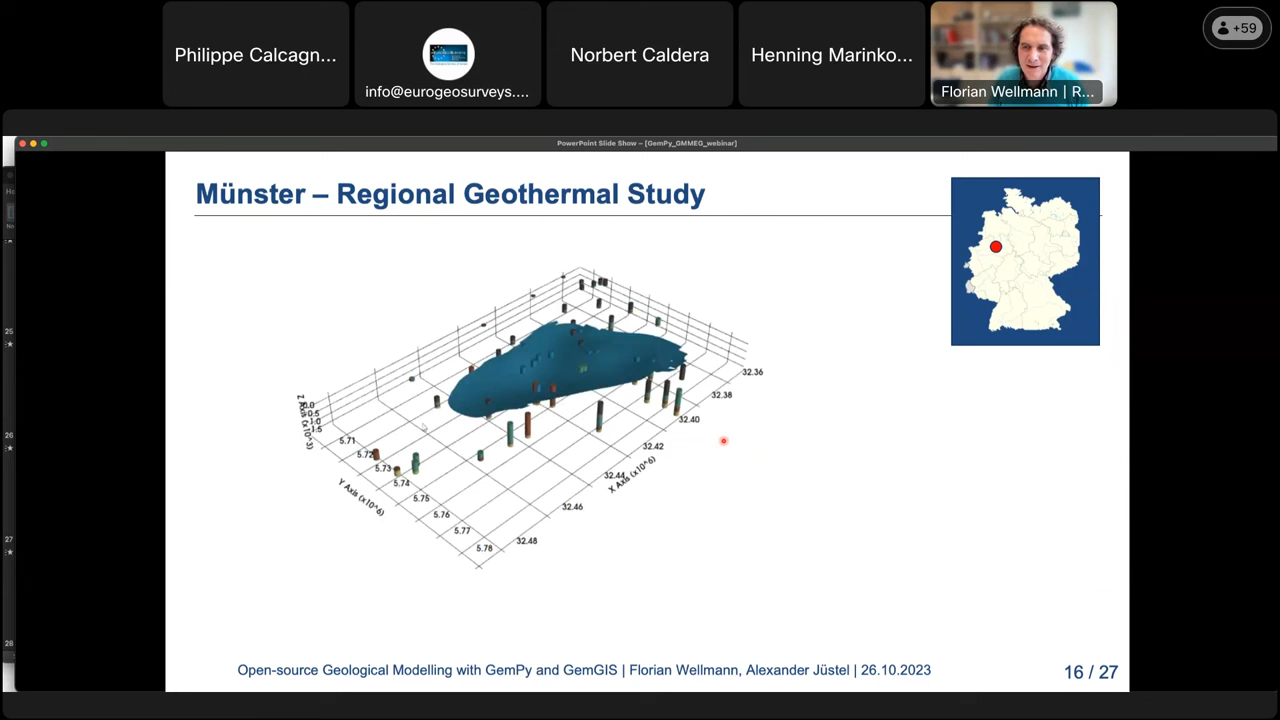 Philippe Calcagn...
info@eurogeosurveys....
Norbert Caldera
Henning Marinko...
Florian Wellmann | R...
+59
PowerPoint Slide Show – [GemPy_GMMEG_webinar]
Münster – Regional Geothermal Study
25
26
27
28
Z Axis (x10^3)
0.0
0.5
1.0
1.5
5.71
5.72
5.73
5.74
5.75
5.76
5.77
5.78
Y Axis (x10^6)
32.36
32.38
32.40
32.42
32.44
32.46
32.48
X Axis (x10^6)
Open-source Geological Modelling with GemPy and GemGIS | Florian Wellmann, Alexander Jüstel | 26.10.2023
16 / 27